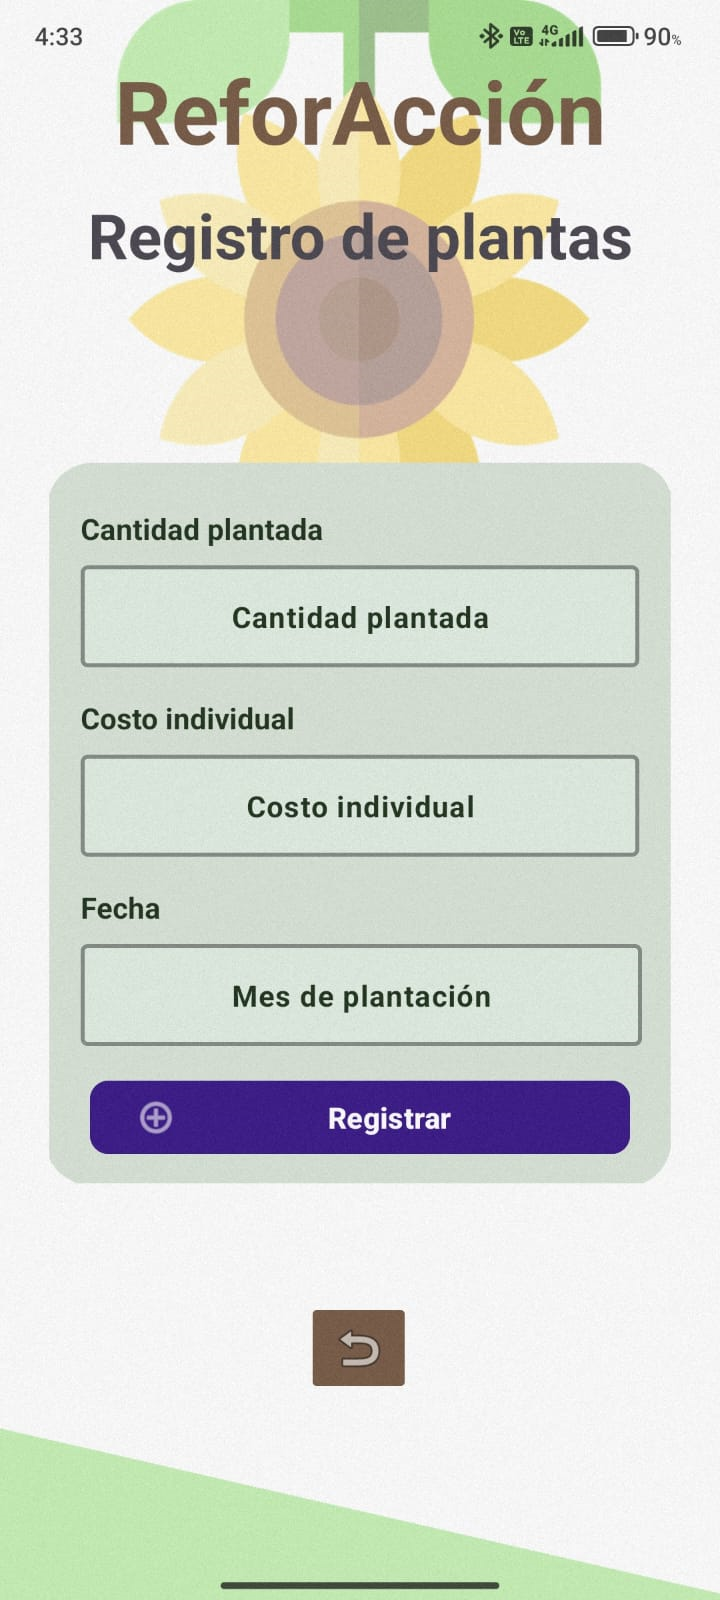 4:33
Vo LTE 4G 90%
ReforAcción
Registro de plantas
Cantidad plantada
Cantidad plantada
Costo individual
Costo individual
Fecha
Mes de plantación
Registrar